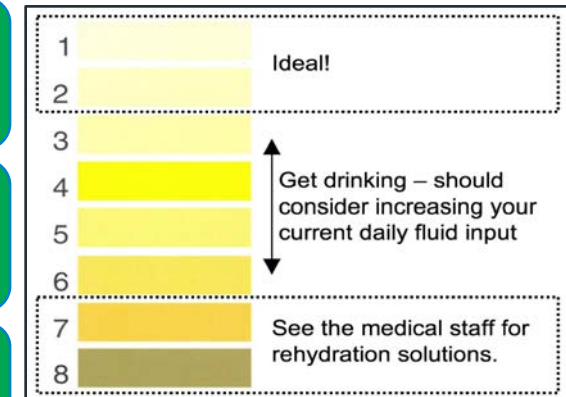 1
Ideal!
2
3
4
Get drinking – should
consider increasing your
5
current daily fluid input
6
7
See the medical staff for
rehydration solutions.
8